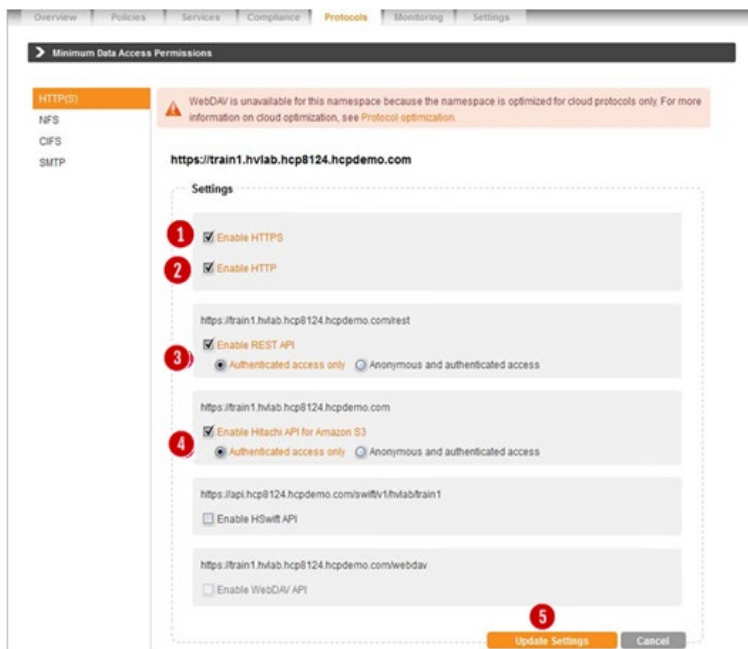 Overview Policies Services Compliance Protocols Monitoring Settings
Minimum Data Access Permissions
HTTP(S)
NFS
CIFS
SMTP
WebDAV is unavailable for this namespace because the namespace is optimized for cloud protocols only. For more
information on cloud optimization, see Protocol optimization.
https://train1.hvlab.hcp8124.hcpdemo.com
Settings
1 Enable HTTPS
2 Enable HTTP
https://train1.hvlab.hcp8124.hcpdemo.com/rest
Enable REST API
3 Authenticated access only Anonymous and authenticated access
https://train1.hvlab.hcp8124.hcpdemo.com
Enable Hitachi API for Amazon S3
4 Authenticated access only Anonymous and authenticated access
https://api.hcp8124.hcpdemo.com/swift/v1/hvlab/train1
Enable HSwift API
https://train1.hvlab.hcp8124.hcpdemo.com/webdav
Enable WebDAV API
5
Update Settings Cancel